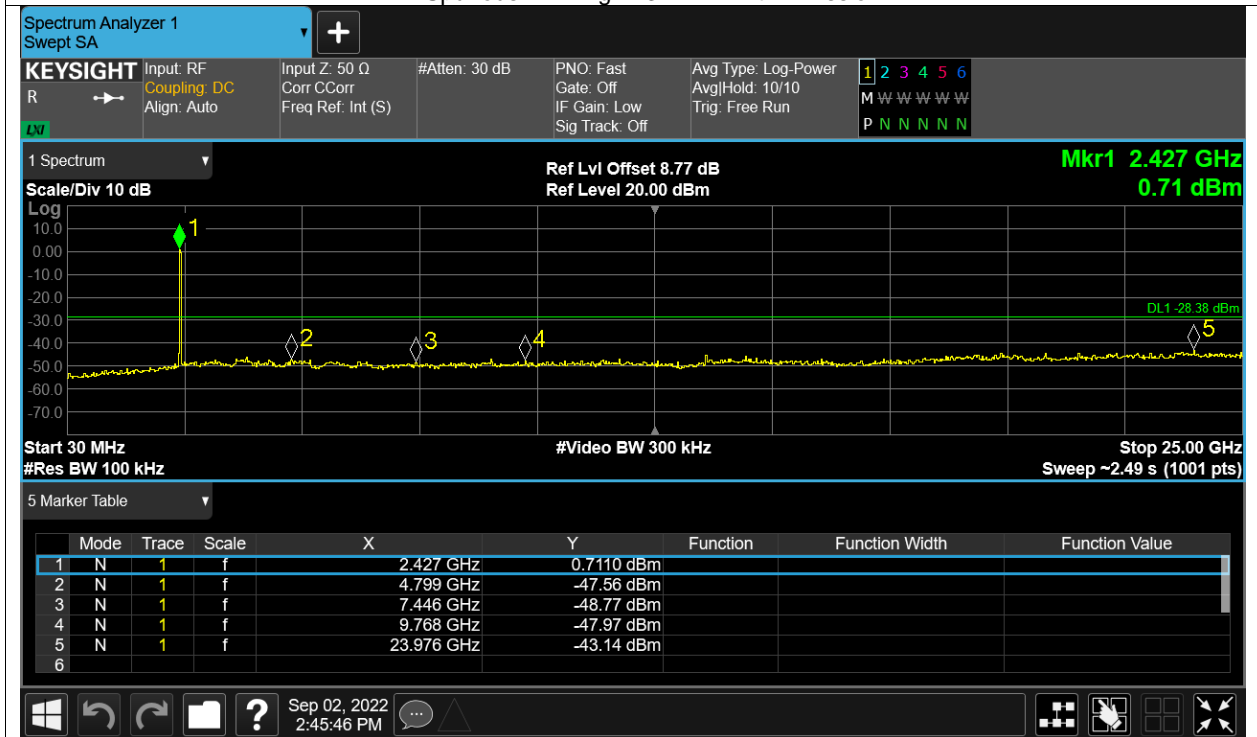 Spectrum Analyzer 1
Swept SA
+
KEYSIGHT Input: RF Input Z: 50 Ω #Atten: 30 dB PNO: Fast Avg Type: Log-Power 1 2 3 4 5 6
R Coupling: DC Corr CCorr Gate: Off Avg|Hold: 10/10 M W W W W W
Align: Auto Freq Ref: Int (S) IF Gain: Low Trig: Free Run
LXI Sig Track: Off P N N N N N
1 Spectrum Ref Lvl Offset 8.77 dB Mkr1 2.427 GHz
Scale/Div 10 dB Ref Level 20.00 dBm 0.71 dBm
Log
10.0 1
0.00
-10.0
-20.0
DL1 -28.38 dBm
-30.0
-40.0 2 3 4 5
-50.0
-60.0
-70.0
Start 30 MHz #Video BW 300 kHz Stop 25.00 GHz
#Res BW 100 kHz Sweep ~2.49 s (1001 pts)
5 Marker Table
Mode Trace Scale X Y Function Function Width Function Value
1 N 1 f 2.427 GHz 0.7110 dBm
2 N 1 f 4.799 GHz -47.56 dBm
3 N 1 f 7.446 GHz -48.77 dBm
4 N 1 f 9.768 GHz -47.97 dBm
5 N 1 f 23.976 GHz -43.14 dBm
6
? Sep 02, 2022
2:45:46 PM